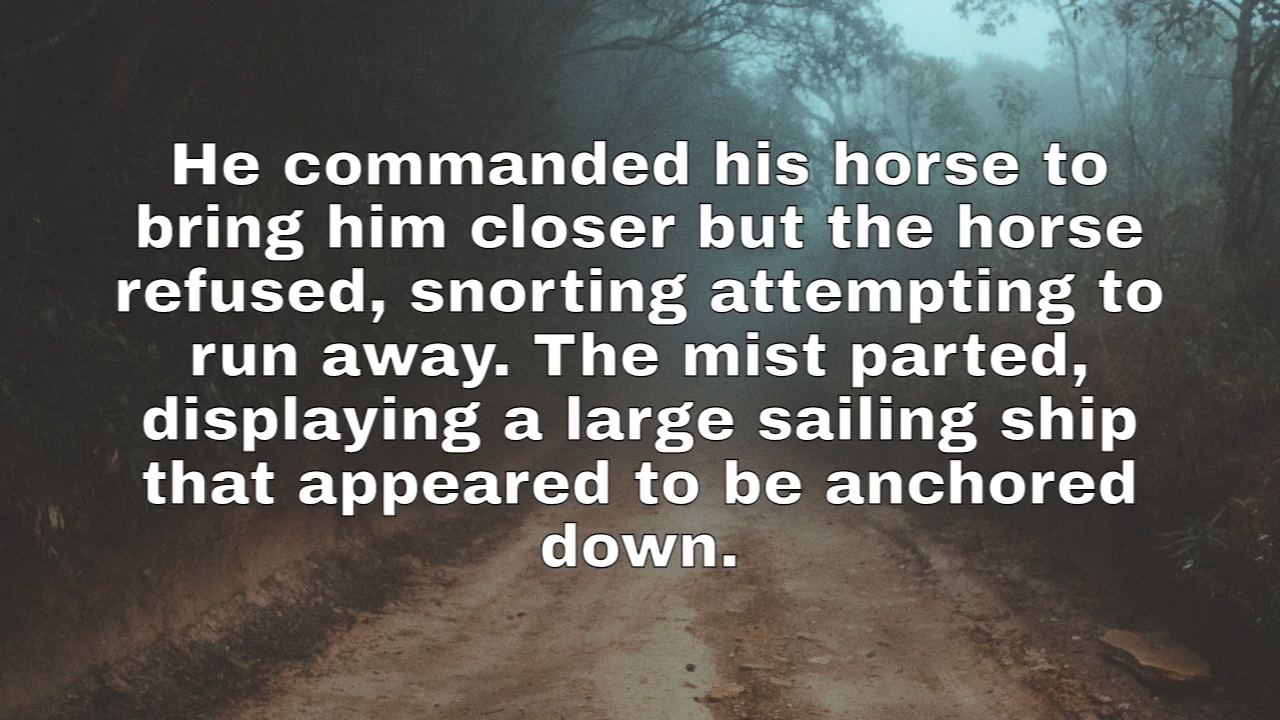 He commanded his horse to
bring him closer but the horse
refused, snorting attempting to
run away. The mist parted,
displaying a large sailing ship
that appeared to be anchored
down.